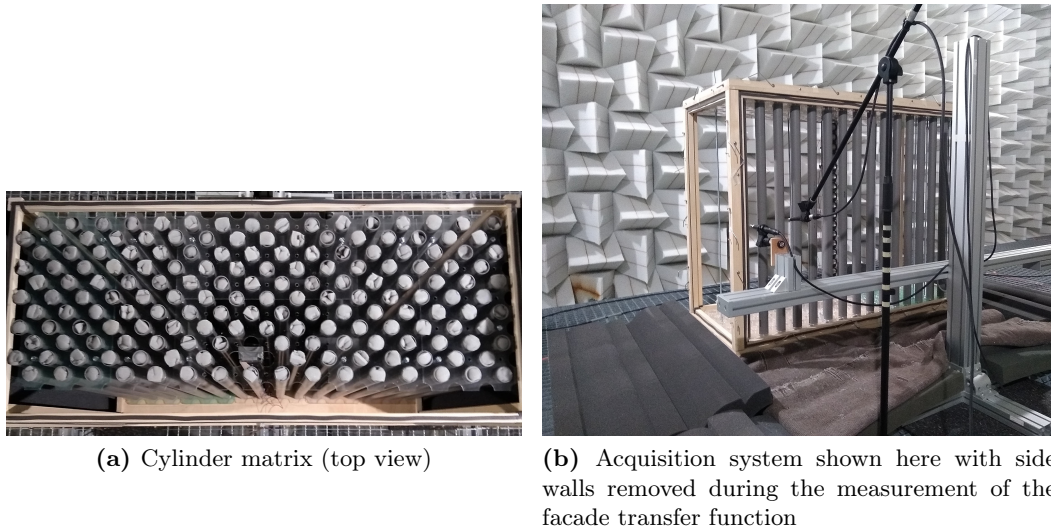 (a) Cylinder matrix (top view)
(b) Acquisition system shown here with side
walls removed during the measurement of the
facade transfer function